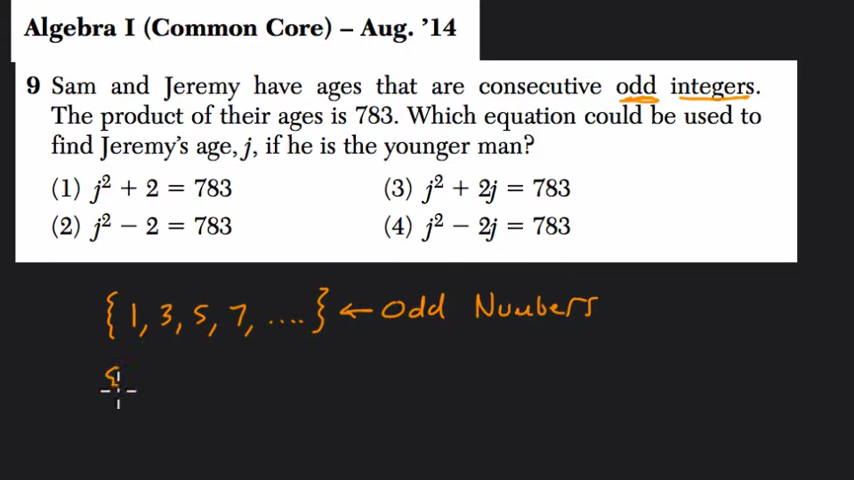 Algebra I (Common Core) – Aug. ’14
9 Sam and Jeremy have ages that are consecutive odd integers.
The product of their ages is 783. Which equation could be used to
find Jeremy’s age, j, if he is the younger man?
(1) j² + 2 = 783 (3) j² + 2j = 783
(2) j² − 2 = 783 (4) j² − 2j = 783
{1, 3, 5, 7, ....} ← Odd Numbers